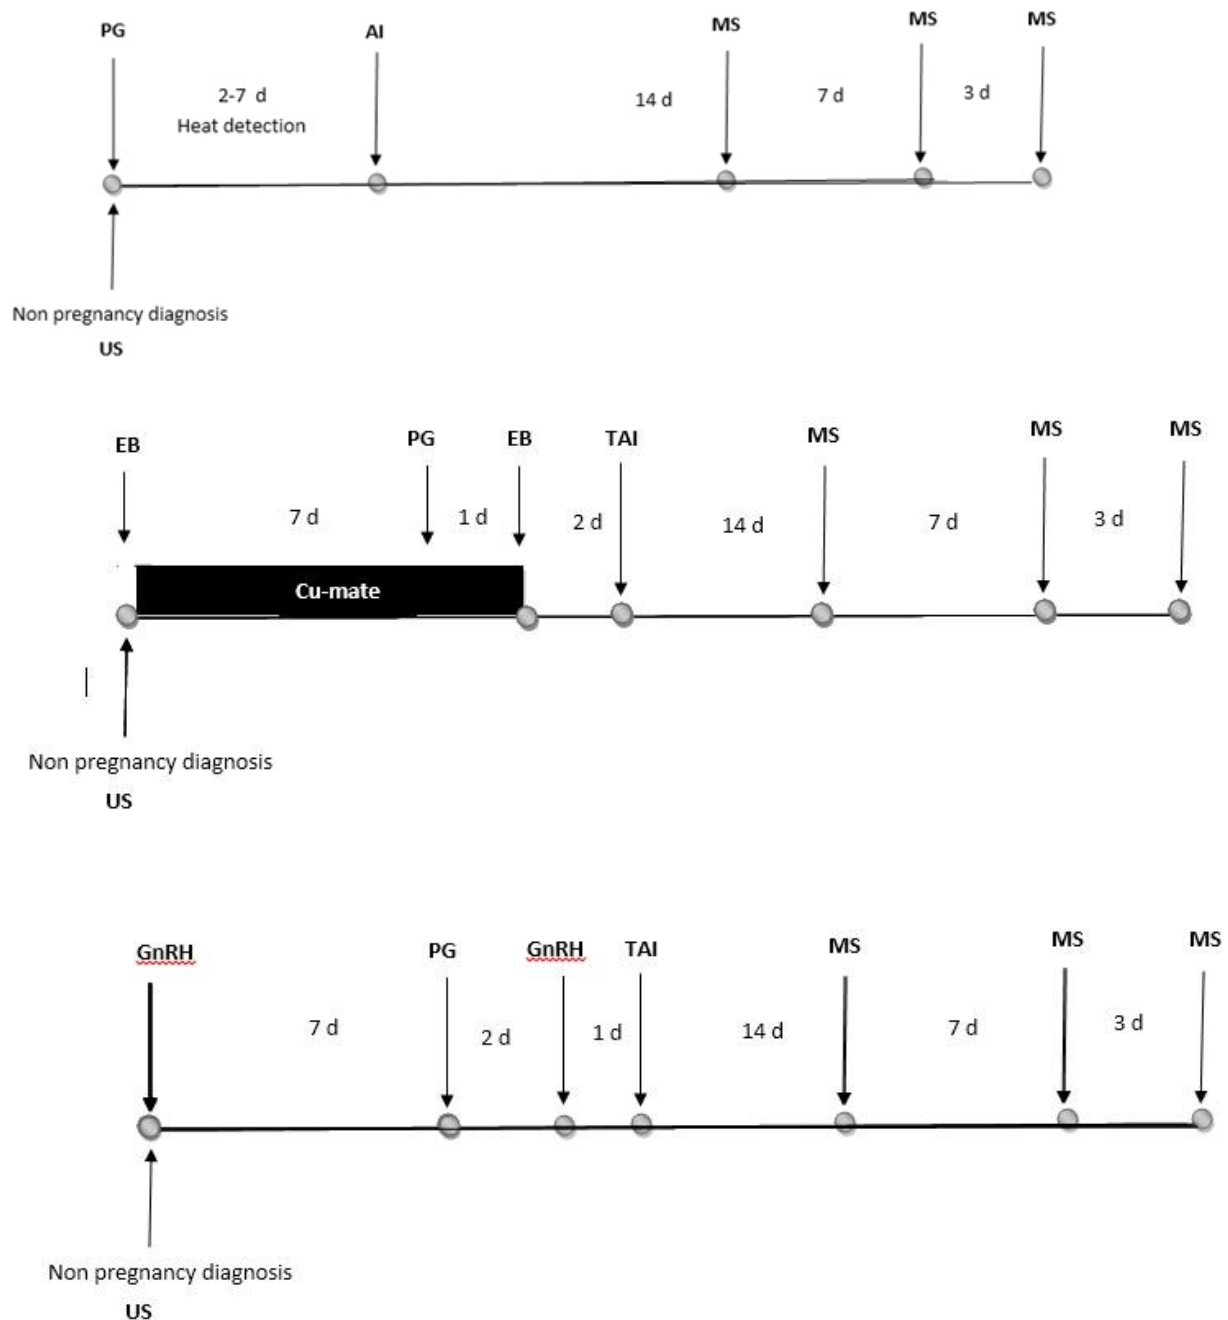 PG
AI
MS
MS
MS
2-7 d
Heat detection
14 d
7 d
3 d
Non pregnancy diagnosis
US
EB
PG
EB
TAI
MS
MS
MS
7 d
1 d
2 d
14 d
7 d
3 d
Cu-mate
Non pregnancy diagnosis
US
GnRH
PG
GnRH
TAI
MS
MS
MS
7 d
2 d
1 d
14 d
7 d
3 d
Non pregnancy diagnosis
US